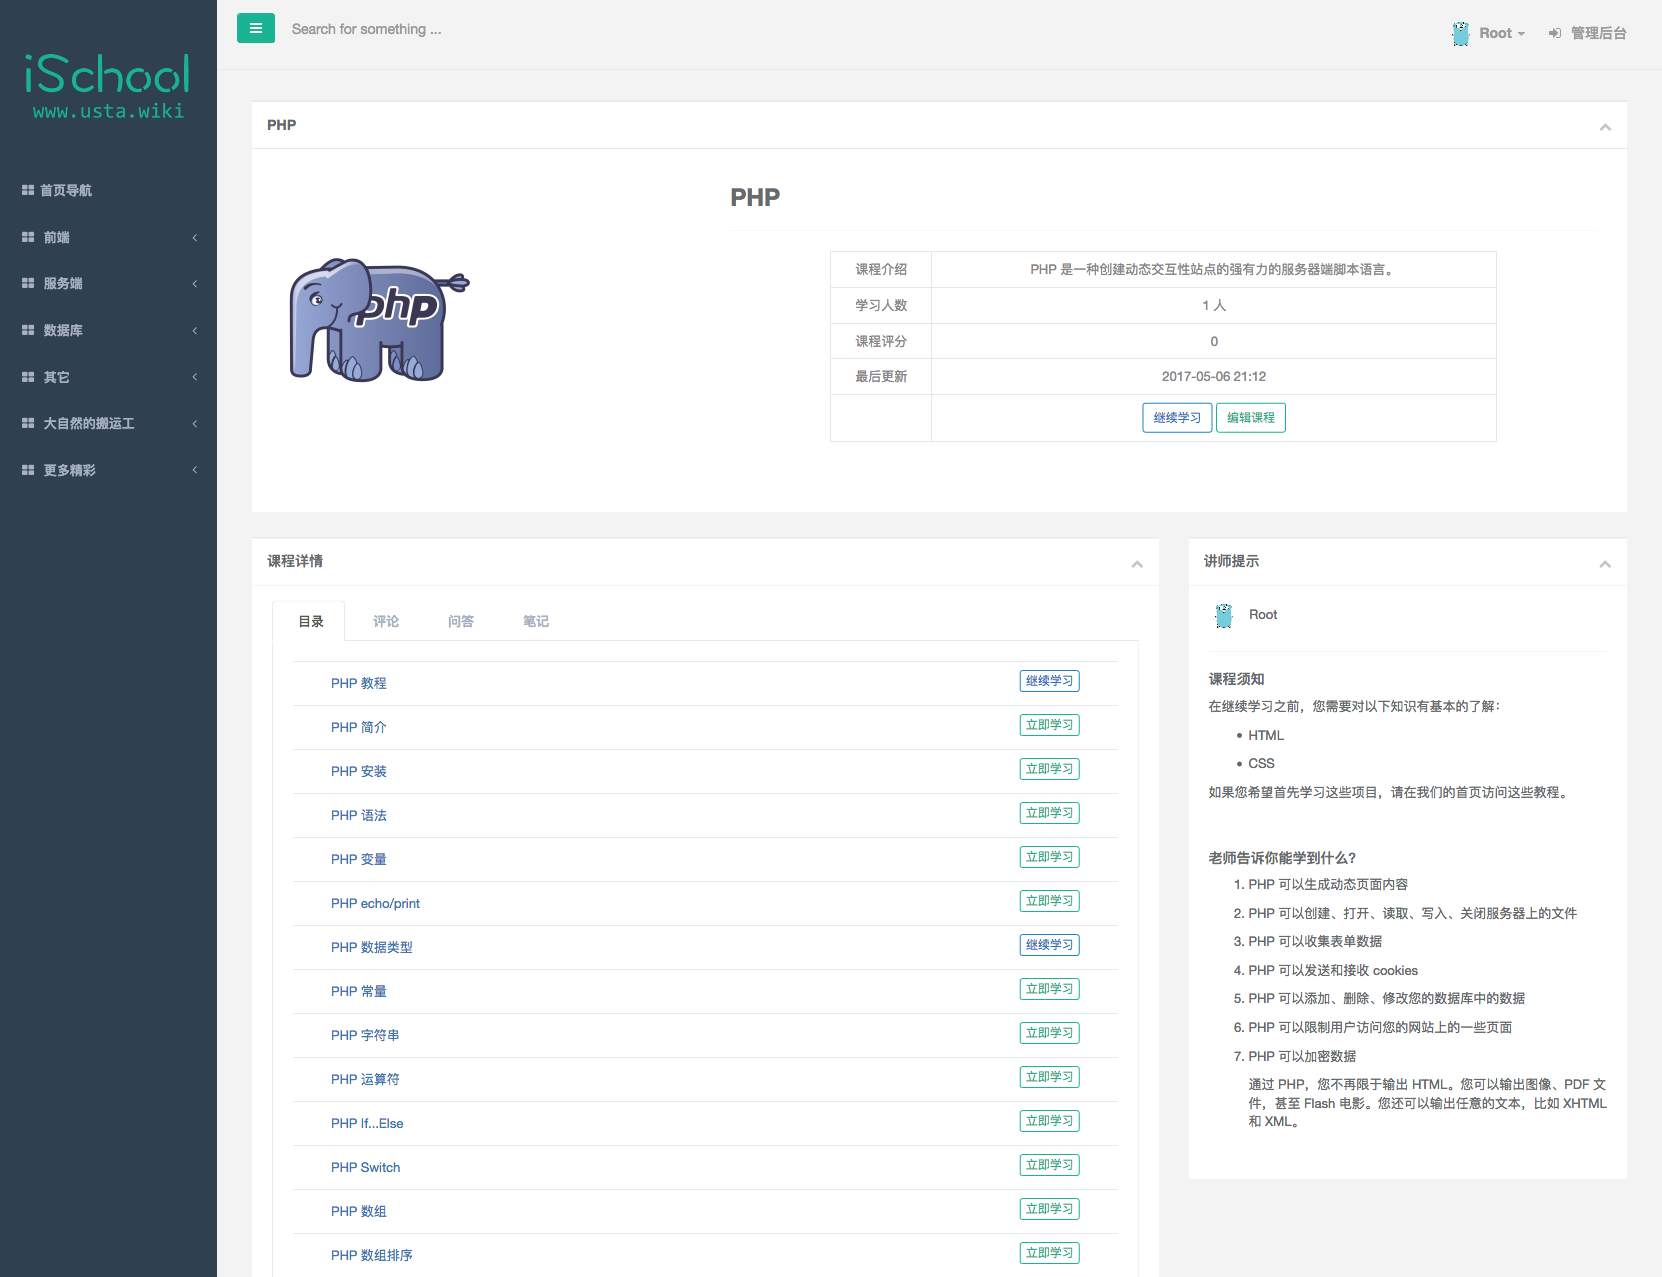 iSchool
www.usta.wiki
首页导航
前端
服务端
数据库
其它
大自然的搬运工
更多精彩
Search for something ...
Root
管理后台
PHP
php
PHP
课程介绍 PHP 是一种创建动态交互性站点的强有力的服务器端脚本语言。
学习人数 1 人
课程评分 0
最后更新 2017-05-06 21:12
继续学习 编辑课程
课程详情
目录 评论 问答 笔记
PHP 教程 继续学习
PHP 简介 立即学习
PHP 安装 立即学习
PHP 语法 立即学习
PHP 变量 立即学习
PHP echo/print 立即学习
PHP 数据类型 继续学习
PHP 常量 立即学习
PHP 字符串 立即学习
PHP 运算符 立即学习
PHP If...Else 立即学习
PHP Switch 立即学习
PHP 数组 立即学习
PHP 数组排序 立即学习
讲师提示
Root
课程须知
在继续学习之前，您需要对以下知识有基本的了解：
• HTML
• CSS
如果您希望首先学习这些项目，请在我们的首页访问这些教程。
老师告诉你能学到什么?
1. PHP 可以生成动态页面内容
2. PHP 可以创建、打开、读取、写入、关闭服务器上的文件
3. PHP 可以收集表单数据
4. PHP 可以发送和接收 cookies
5. PHP 可以添加、删除、修改您的数据库中的数据
6. PHP 可以限制用户访问您的网站上的一些页面
7. PHP 可以加密数据
通过 PHP，您不再限于输出 HTML。您可以输出图像、PDF 文
件，甚至 Flash 电影。您还可以输出任意的文本，比如 XHTML
和 XML。